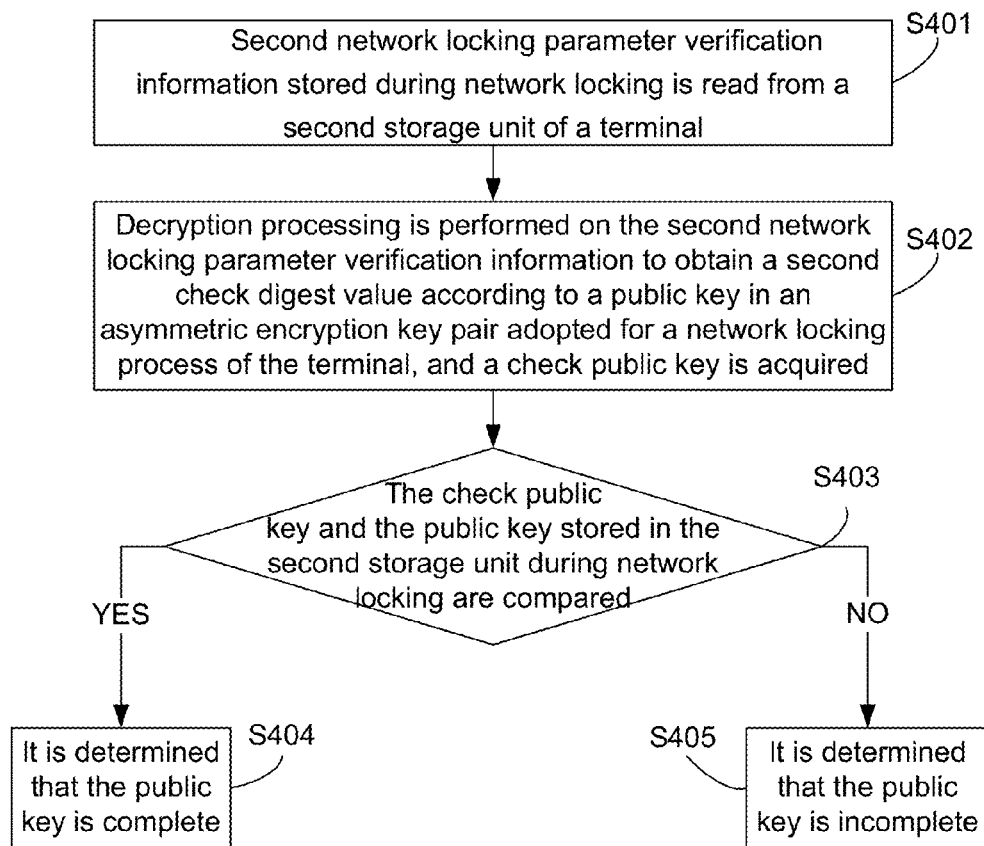 S401
Second network locking parameter verification
information stored during network locking is read from a
second storage unit of a terminal
S402
Decryption processing is performed on the second network
locking parameter verification information to obtain a second
check digest value according to a public key in an
asymmetric encryption key pair adopted for a network locking
process of the terminal, and a check public key is acquired
S403
The check public
key and the public key stored in the
second storage unit during network
locking are compared
YES
NO
S404
It is determined
that the public
key is complete
S405
It is determined
that the public
key is incomplete